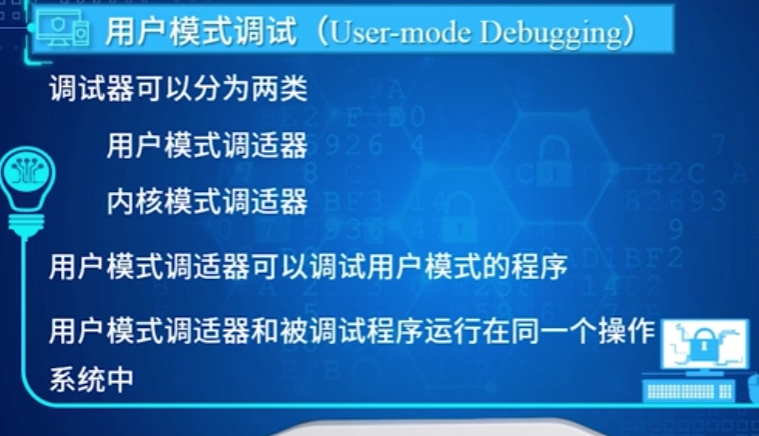 用户模式调试（User-mode Debugging）
调试器可以分为两类
用户模式调适器
内核模式调适器
用户模式调适器可以调试用户模式的程序
用户模式调适器和被调试程序运行在同一个操作
系统中